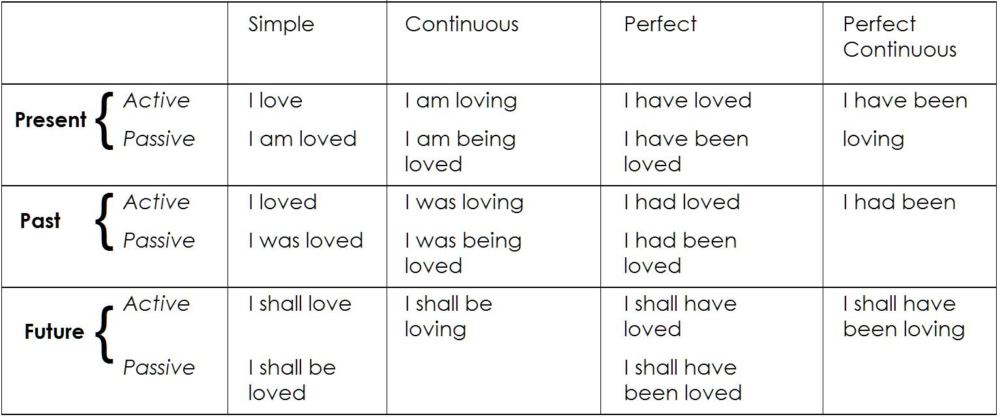 Simple Continuous Perfect Perfect
Continuous
Present { Active I love I am loving I have loved I have been
Passive I am loved I am being I have been loving
loved loved
Past { Active I loved I was loving I had loved I had been
Passive I was loved I was being I had been
loved loved
Future { Active I shall love I shall be I shall have I shall have
loving loved been loving
Passive I shall be I shall have
loved been loved